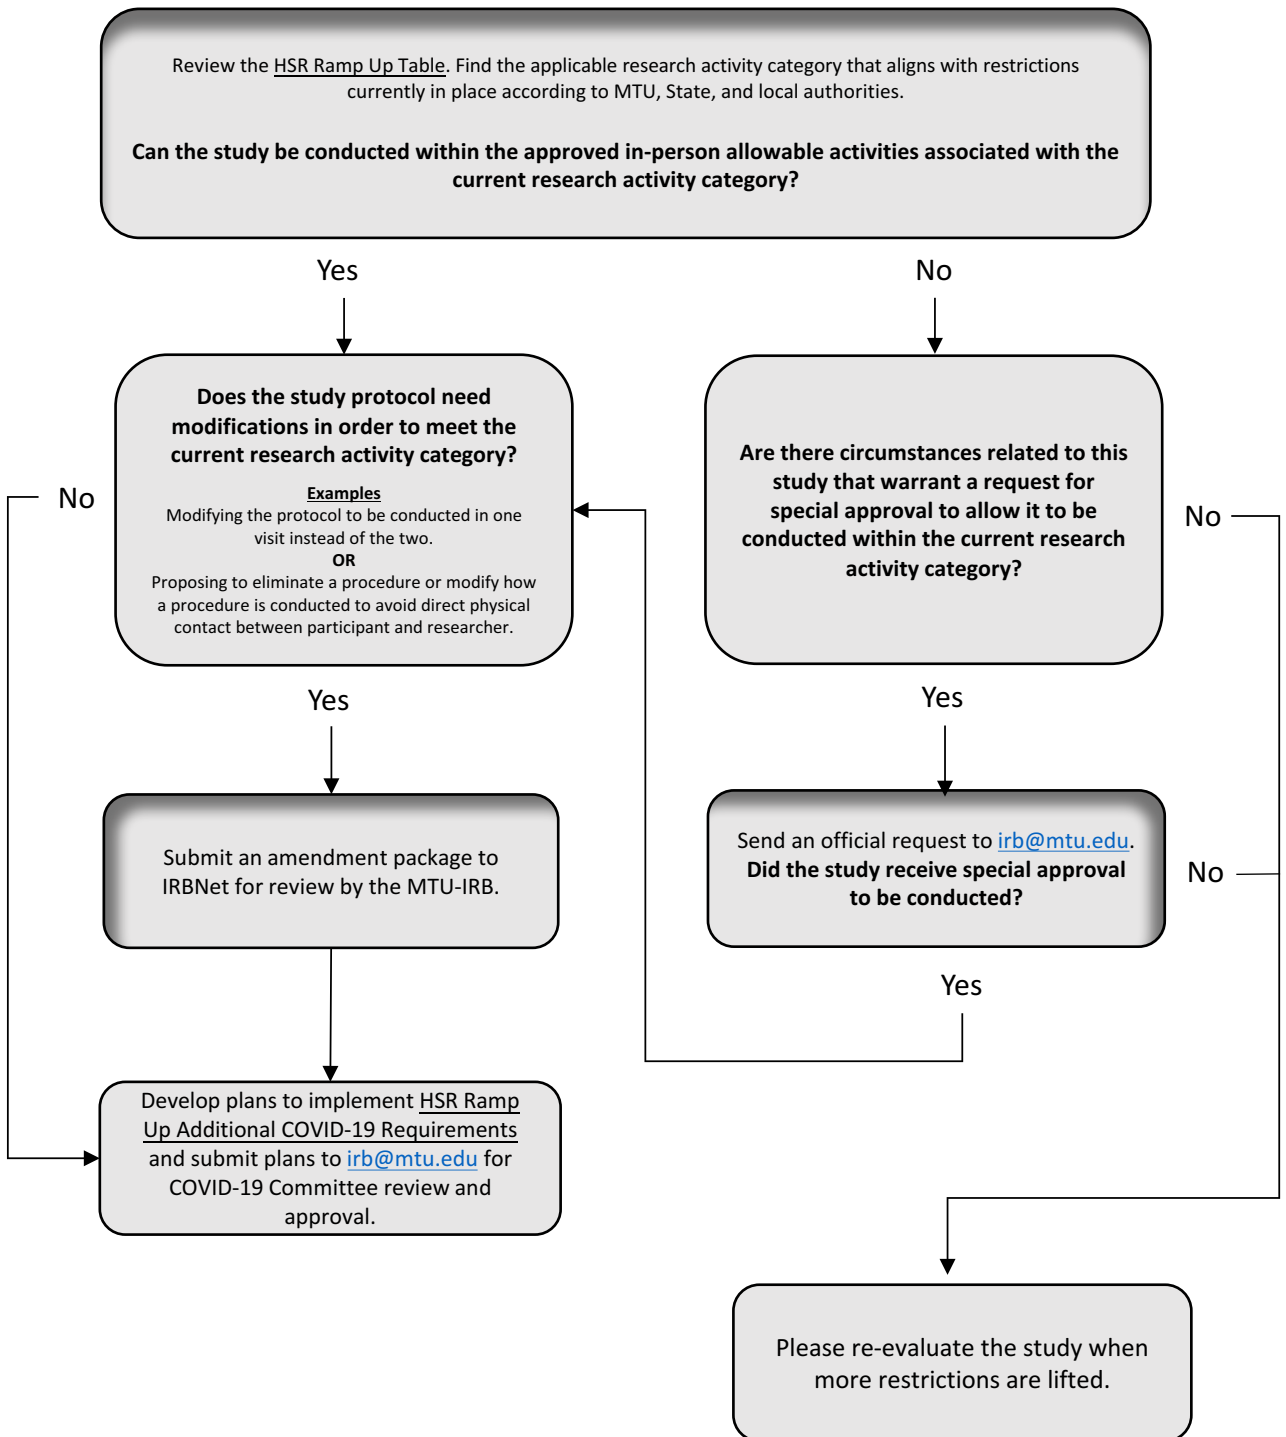 Review the HSR Ramp Up Table. Find the applicable research activity category that aligns with restrictions
currently in place according to MTU, State, and local authorities.
Can the study be conducted within the approved in-person allowable activities associated with the
current research activity category?
Yes
No
Does the study protocol need
modifications in order to meet the
current research activity category?
Examples
Modifying the protocol to be conducted in one
visit instead of the two.
OR
Proposing to eliminate a procedure or modify how
a procedure is conducted to avoid direct physical
contact between participant and researcher.
No
Are there circumstances related to this
study that warrant a request for
special approval to allow it to be
conducted within the current research
activity category?
No
Yes
Yes
Submit an amendment package to
IRBNet for review by the MTU-IRB.
Send an official request to irb@mtu.edu.
Did the study receive special approval
to be conducted?
No
Yes
Develop plans to implement HSR Ramp
Up Additional COVID-19 Requirements
and submit plans to irb@mtu.edu for
COVID-19 Committee review and
approval.
Please re-evaluate the study when
more restrictions are lifted.